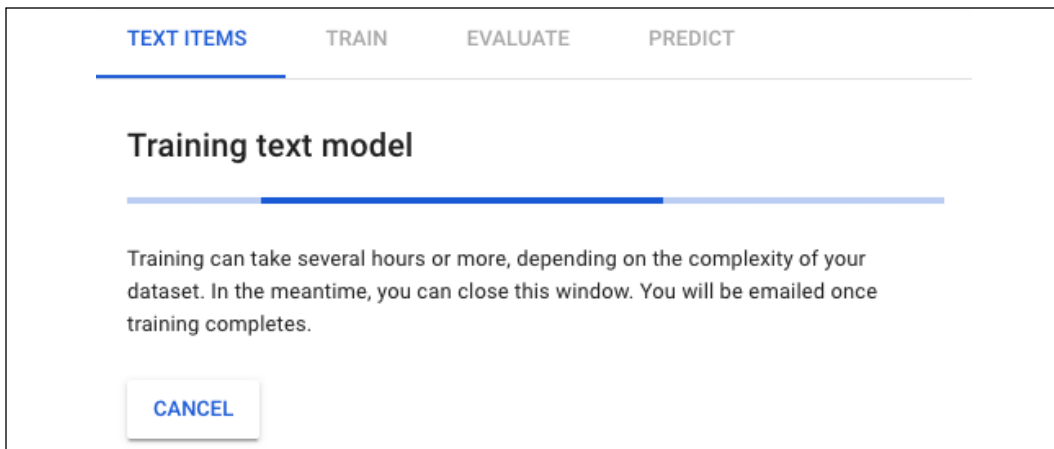 TEXT ITEMS TRAIN EVALUATE PREDICT
Training text model
Training can take several hours or more, depending on the complexity of your
dataset. In the meantime, you can close this window. You will be emailed once
training completes.
CANCEL